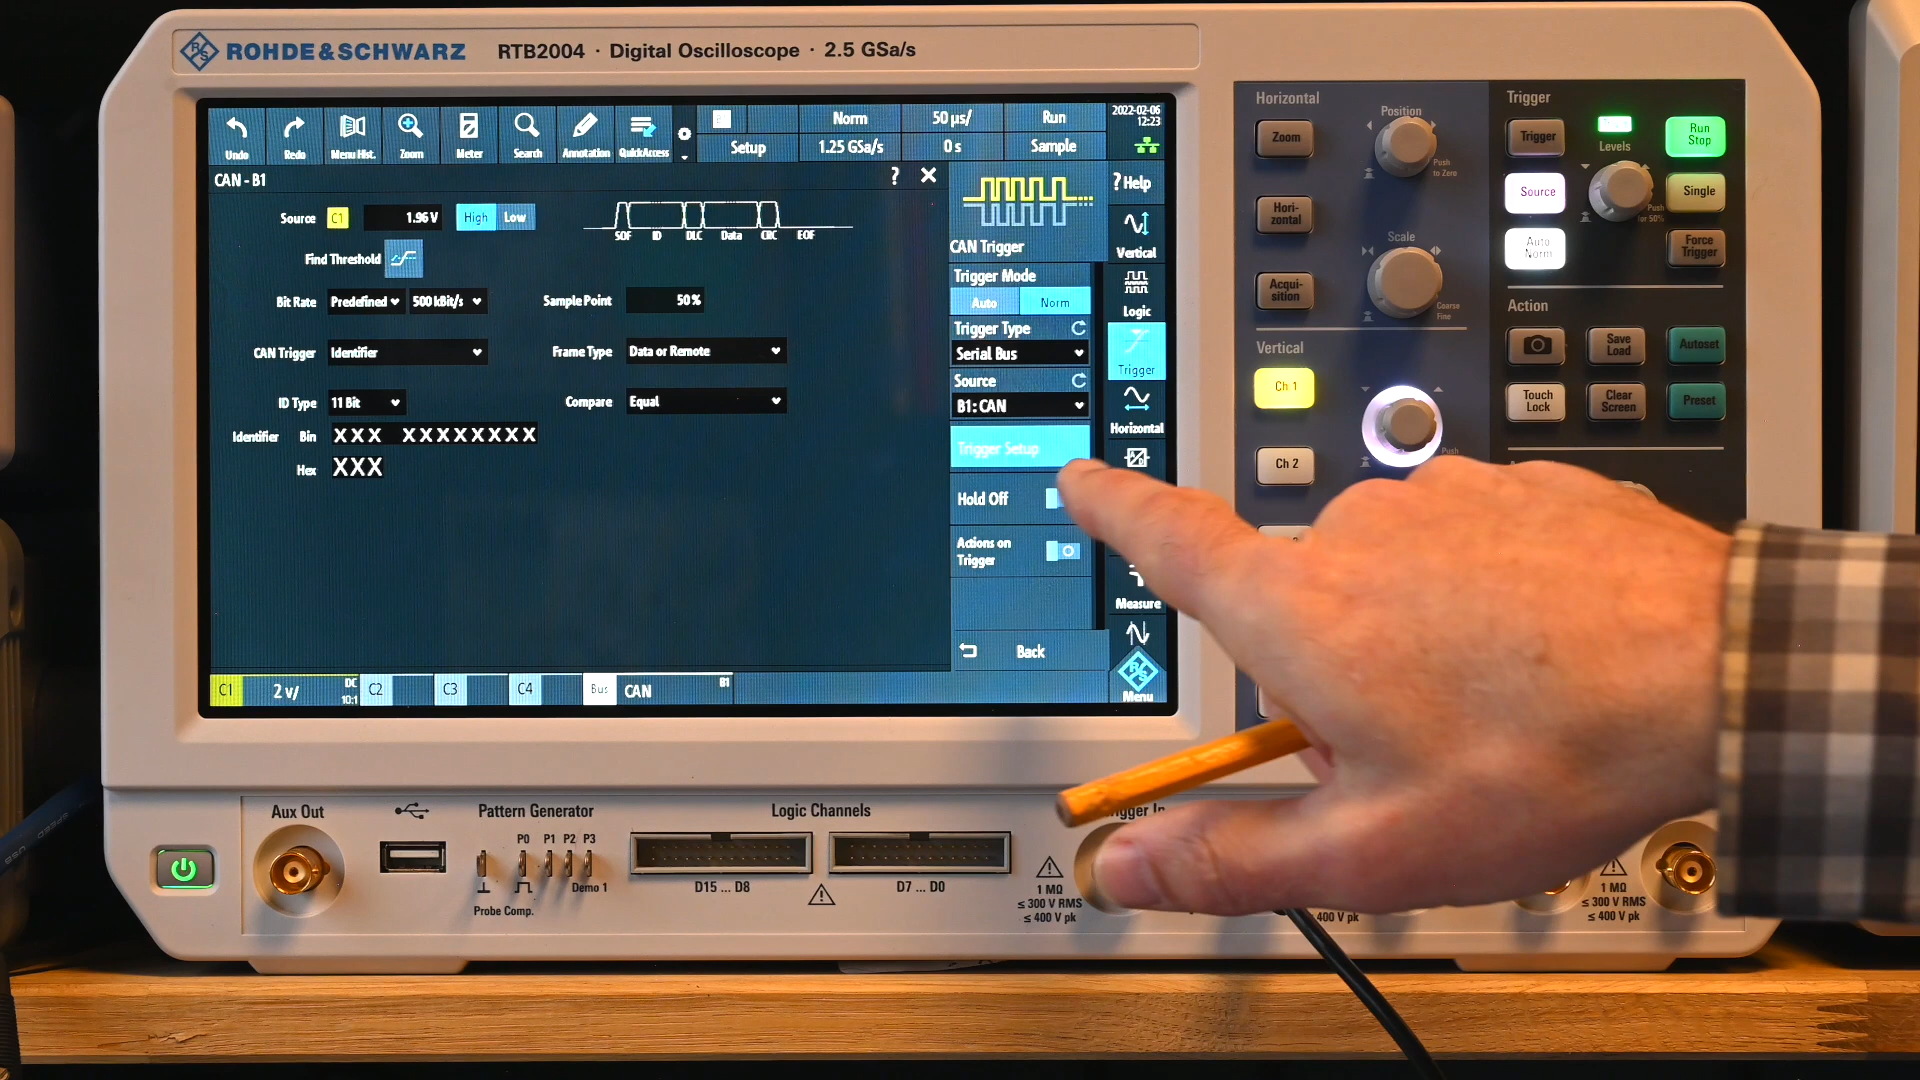 ROHDE & SCHWARZ RTB2004 · Digital Oscilloscope · 2.5 GSa/s
Undo Redo Menu Hist. Zoom Meter Search Annotation QuickAccess
Setup
Norm 50 µs/ Run
1.25 GSa/s 0 s Sample
2022-02-06
12:23
CAN - B1 ? X
Source C1 1.96 V High Low
SOF ID DLC Data CRC EOF
Find Threshold
Bit Rate Predefined 500 kBit/s Sample Point 50 %
CAN Trigger Identifier Frame Type Data or Remote
ID Type 11 Bit Compare Equal
Identifier Bin XXX XXXXXXXX
Hex XXX
CAN Trigger
Trigger Mode
Auto Norm
Trigger Type
Serial Bus
Source
B1: CAN
Trigger Setup
Hold Off
Actions on
Trigger
Back
? Help
Vertical
Logic
Trigger
Horizontal
Measure
Menu
C1 2 V/ DC
10:1
C2 C3 C4 Bus CAN B1
Horizontal
Zoom
Position
Push
to Zero
Hori-
zontal
Scale
Acqui-
sition
Coarse
Fine
Vertical
Ch 1
Ch 2
Push
Trigger
Trigger
Levels
Run
Stop
Source
Single
Push
for 50%
Auto
Norm
Force
Trigger
Action
Save
Load
Autoset
Touch
Lock
Clear
Screen
Preset
Aux Out
Pattern Generator
P0 P1 P2 P3
Demo 1
Probe Comp.
Logic Channels
D15 ... D8
D7 ... D0
1 MΩ
≤ 300 V RMS
≤ 400 V pk
400 V pk
1 MΩ
≤ 300 V RMS
≤ 400 V pk